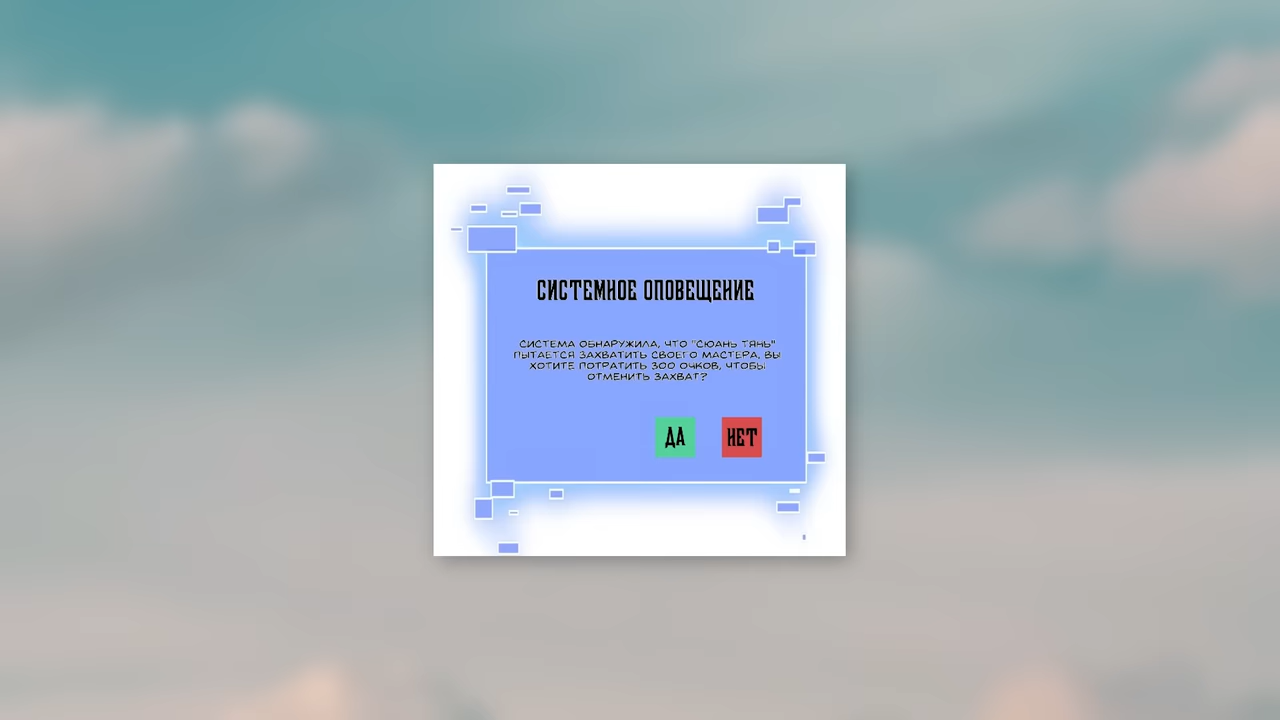 СИСТЕМНОЕ ОПОВЕЩЕНИЕ
СИСТЕМА ОБНАРУЖИЛА, ЧТО "СЮАНЬ ТЯНЬ"
ПЫТАЕТСЯ ЗАХВАТИТЬ СВОЕГО МАСТЕРА, ВЫ
ХОТИТЕ ПОТРАТИТЬ 300 ОЧКОВ, ЧТОБЫ
ОТМЕНИТЬ ЗАХВАТ?
ДА НЕТ